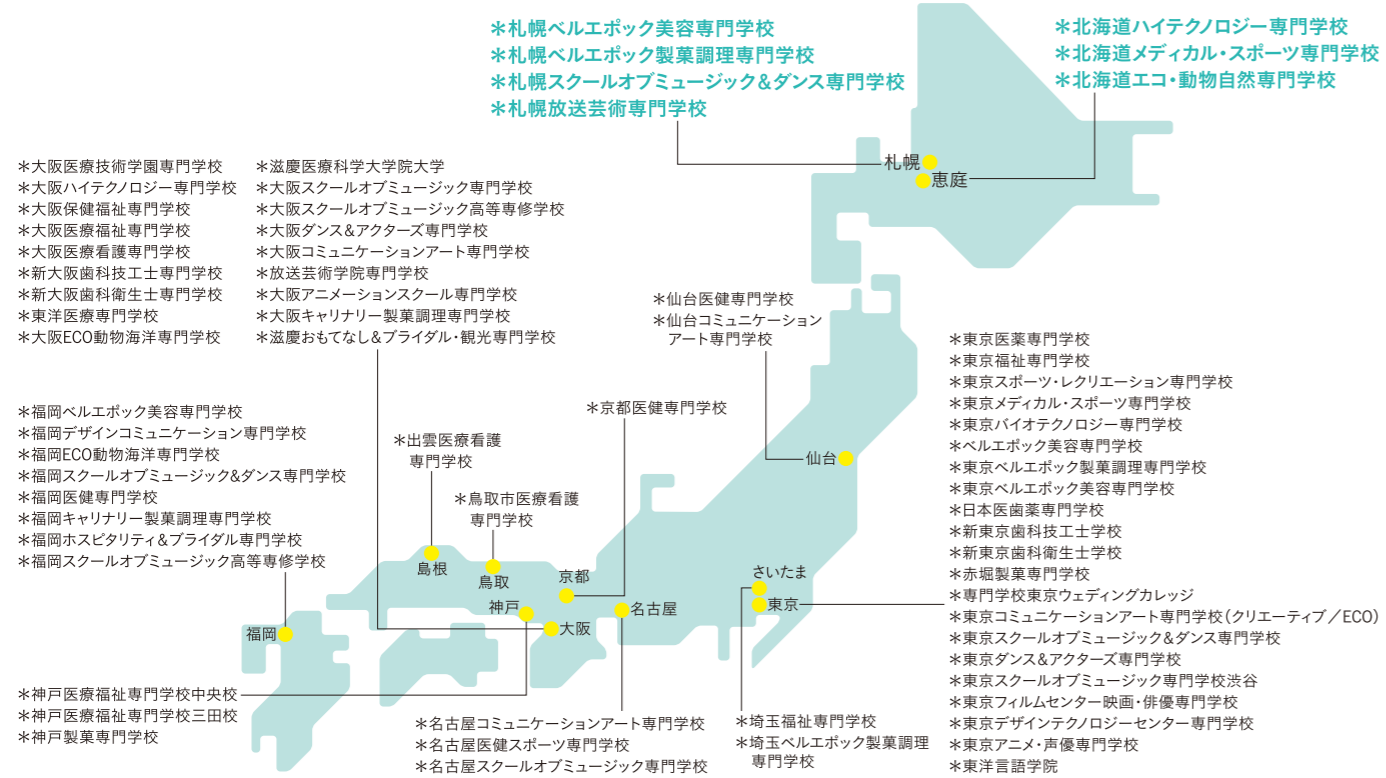 ＊札幌ベルエポック美容専門学校
＊札幌ベルエポック製菓調理専門学校
＊札幌スクールオブミュージック&ダンス専門学校
＊札幌放送芸術専門学校
＊北海道ハイテクノロジー専門学校
＊北海道メディカル・スポーツ専門学校
＊北海道エコ・動物自然専門学校
札幌
恵庭
＊大阪医療技術学園専門学校
＊大阪ハイテクノロジー専門学校
＊大阪保健福祉専門学校
＊大阪医療福祉専門学校
＊大阪医療看護専門学校
＊新大阪歯科技工士専門学校
＊新大阪歯科衛生士専門学校
＊東洋医療専門学校
＊大阪ECO動物海洋専門学校
＊滋慶医療科学大学院大学
＊大阪スクールオブミュージック専門学校
＊大阪スクールオブミュージック高等専修学校
＊大阪ダンス&アクターズ専門学校
＊大阪コミュニケーションアート専門学校
＊放送芸術学院専門学校
＊大阪アニメーションスクール専門学校
＊大阪キャリナリー製菓調理専門学校
＊滋慶おもてなし&ブライダル・観光専門学校
＊仙台医健専門学校
＊仙台コミュニケーション
アート専門学校
仙台
＊福岡ベルエポック美容専門学校
＊福岡デザインコミュニケーション専門学校
＊福岡ECO動物海洋専門学校
＊福岡スクールオブミュージック&ダンス専門学校
＊福岡医健専門学校
＊福岡キャリナリー製菓調理専門学校
＊福岡ホスピタリティ&ブライダル専門学校
＊福岡スクールオブミュージック高等専修学校
＊出雲医療看護
専門学校
＊鳥取市医療看護
専門学校
＊京都医健専門学校
島根
鳥取
京都
神戸
大阪
名古屋
さいたま
東京
福岡
＊東京医薬専門学校
＊東京福祉専門学校
＊東京スポーツ・レクリエーション専門学校
＊東京メディカル・スポーツ専門学校
＊東京バイオテクノロジー専門学校
＊ベルエポック美容専門学校
＊東京ベルエポック製菓調理専門学校
＊東京ベルエポック美容専門学校
＊日本医歯薬専門学校
＊新東京歯科技工士学校
＊新東京歯科衛生士学校
＊赤堀製菓専門学校
＊専門学校東京ウェディングカレッジ
＊東京コミュニケーションアート専門学校(クリエーティブ/ECO)
＊東京スクールオブミュージック&ダンス専門学校
＊東京ダンス&アクターズ専門学校
＊東京スクールオブミュージック専門学校渋谷
＊東京フィルムセンター映画・俳優専門学校
＊東京デザインテクノロジーセンター専門学校
＊東京アニメ・声優専門学校
＊東洋言語学院
＊神戸医療福祉専門学校中央校
＊神戸医療福祉専門学校三田校
＊神戸製菓専門学校
＊名古屋コミュニケーションアート専門学校
＊名古屋医健スポーツ専門学校
＊名古屋スクールオブミュージック専門学校
＊埼玉福祉専門学校
＊埼玉ベルエポック製菓調理
専門学校